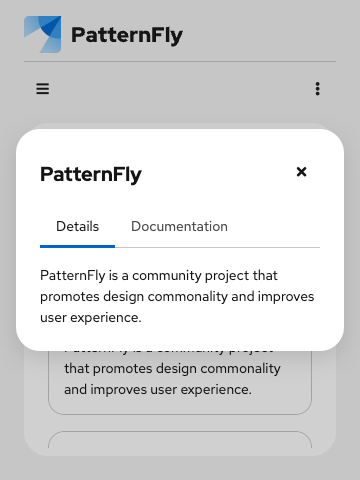 PatternFly
PatternFly
Details
Documentation
PatternFly is a community project that
promotes design commonality and improves
user experience.
PatternFly is a community project
that promotes design commonality
and improves user experience.